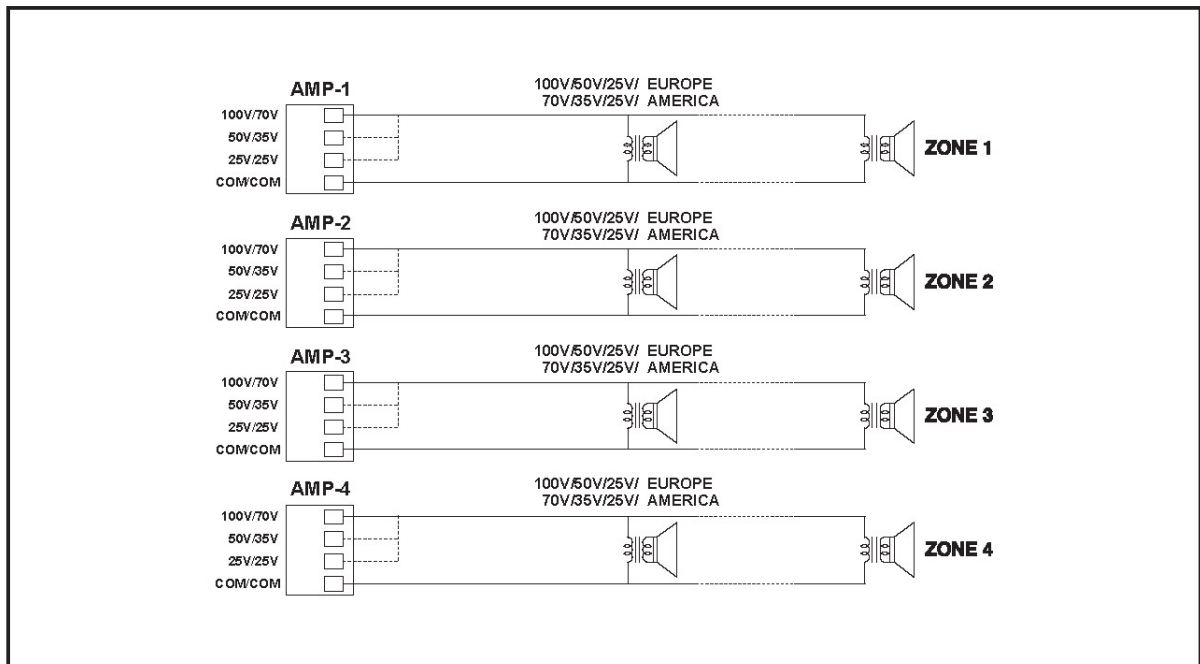 AMP-1
100V/50V/25V/ EUROPE
70V/35V/25V/ AMERICA
100V/70V
50V/35V
25V/25V
COM/COM
ZONE 1
AMP-2
100V/50V/25V/ EUROPE
70V/35V/25V/ AMERICA
100V/70V
50V/35V
25V/25V
COM/COM
ZONE 2
AMP-3
100V/50V/25V/ EUROPE
70V/35V/25V/ AMERICA
100V/70V
50V/35V
25V/25V
COM/COM
ZONE 3
AMP-4
100V/50V/25V/ EUROPE
70V/35V/25V/ AMERICA
100V/70V
50V/35V
25V/25V
COM/COM
ZONE 4